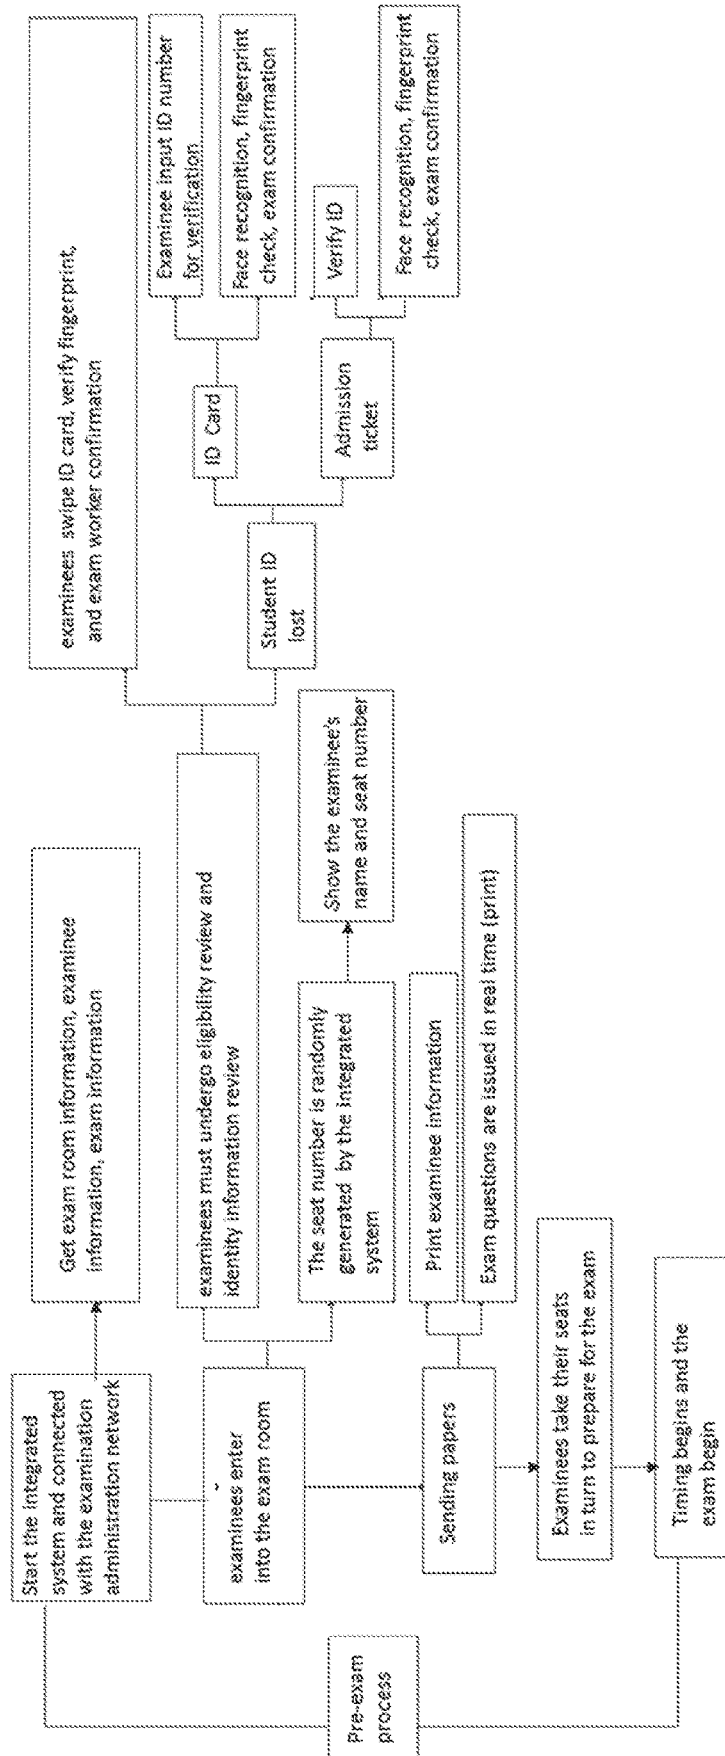 Pre-exam
process
Start the integrated
system and connected
with the examination
administration network
Get exam room information, examinee
information, exam information
examinees enter
into the exam room
examinees must undergo eligibility review and
identity information review
examinees swipe ID card, verify fingerprint,
and exam worker confirmation
Student ID
lost
ID Card
Examinee input ID number
for verification
Face recognition, fingerprint
check, exam confirmation
Admission
ticket
Verify ID
Face recognition, fingerprint
check, exam confirmation
The seat number is randomly
generated by the integrated
system
Show the examinee's
name and seat number
Sending papers
Print examinee information
Exam questions are issued in real time (print)
Examinees take their seats
in turn to prepare for the exam
Timing begins and the
exam begin